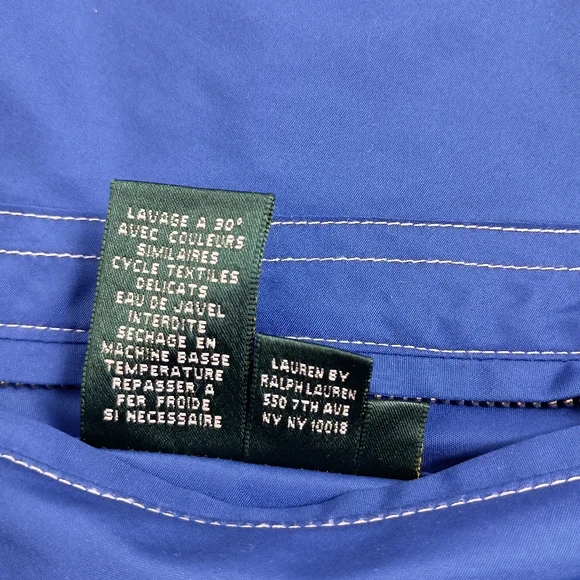 LAVAGE A 30°
AVEC COULEURS
SIMILAIRES
CYCLE TEXTILES
DELICATS
EAU DE JAVEL
INTERDITE
SECHAGE EN
MACHINE BASSE
TEMPERATURE
REPASSER A
FER FROIDE
SI NECESSAIRE
LAUREN BY
RALPH LAUREN
550 7TH AVE
NY NY 10018